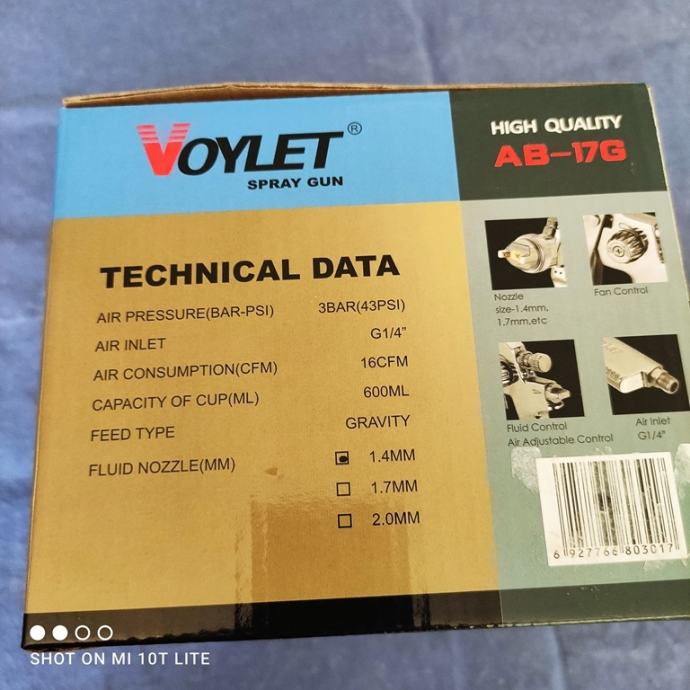 VOYLET®
SPRAY GUN
HIGH QUALITY
AB-17G
TECHNICAL DATA
AIR PRESSURE(BAR-PSI) 3BAR(43PSI)
AIR INLET G1/4"
AIR CONSUMPTION(CFM) 16CFM
CAPACITY OF CUP(ML) 600ML
FEED TYPE GRAVITY
FLUID NOZZLE(MM) 1.4MM
1.7MM
2.0MM
Nozzle
size-1.4mm,
1.7mm,etc
Fan Control
Fluid Control
Air Adjustable Control
Air Inlet
G1/4"
6 927766 803017
SHOT ON MI 10T LITE